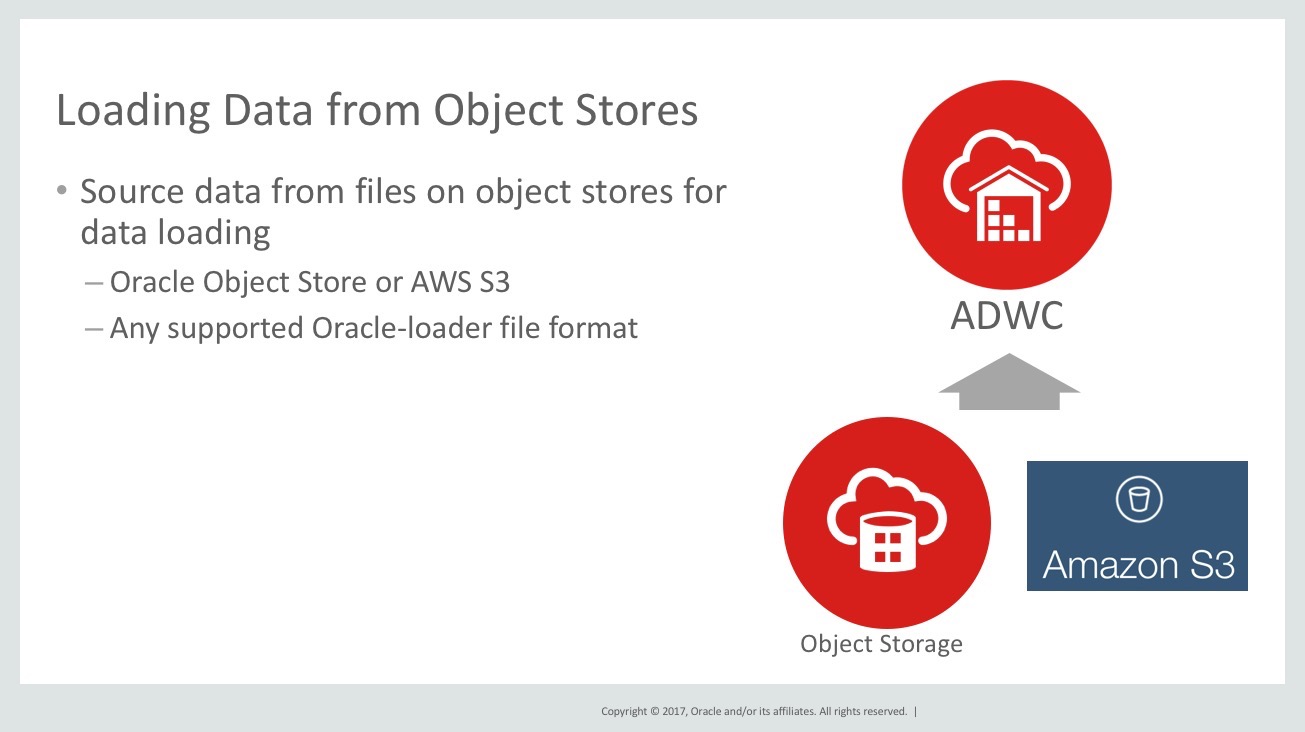 Loading Data from Object Stores
• Source data from files on object stores for
data loading
– Oracle Object Store or AWS S3
– Any supported Oracle-loader file format
ADWC
Amazon S3
Object Storage
Copyright © 2017, Oracle and/or its affiliates. All rights reserved. |